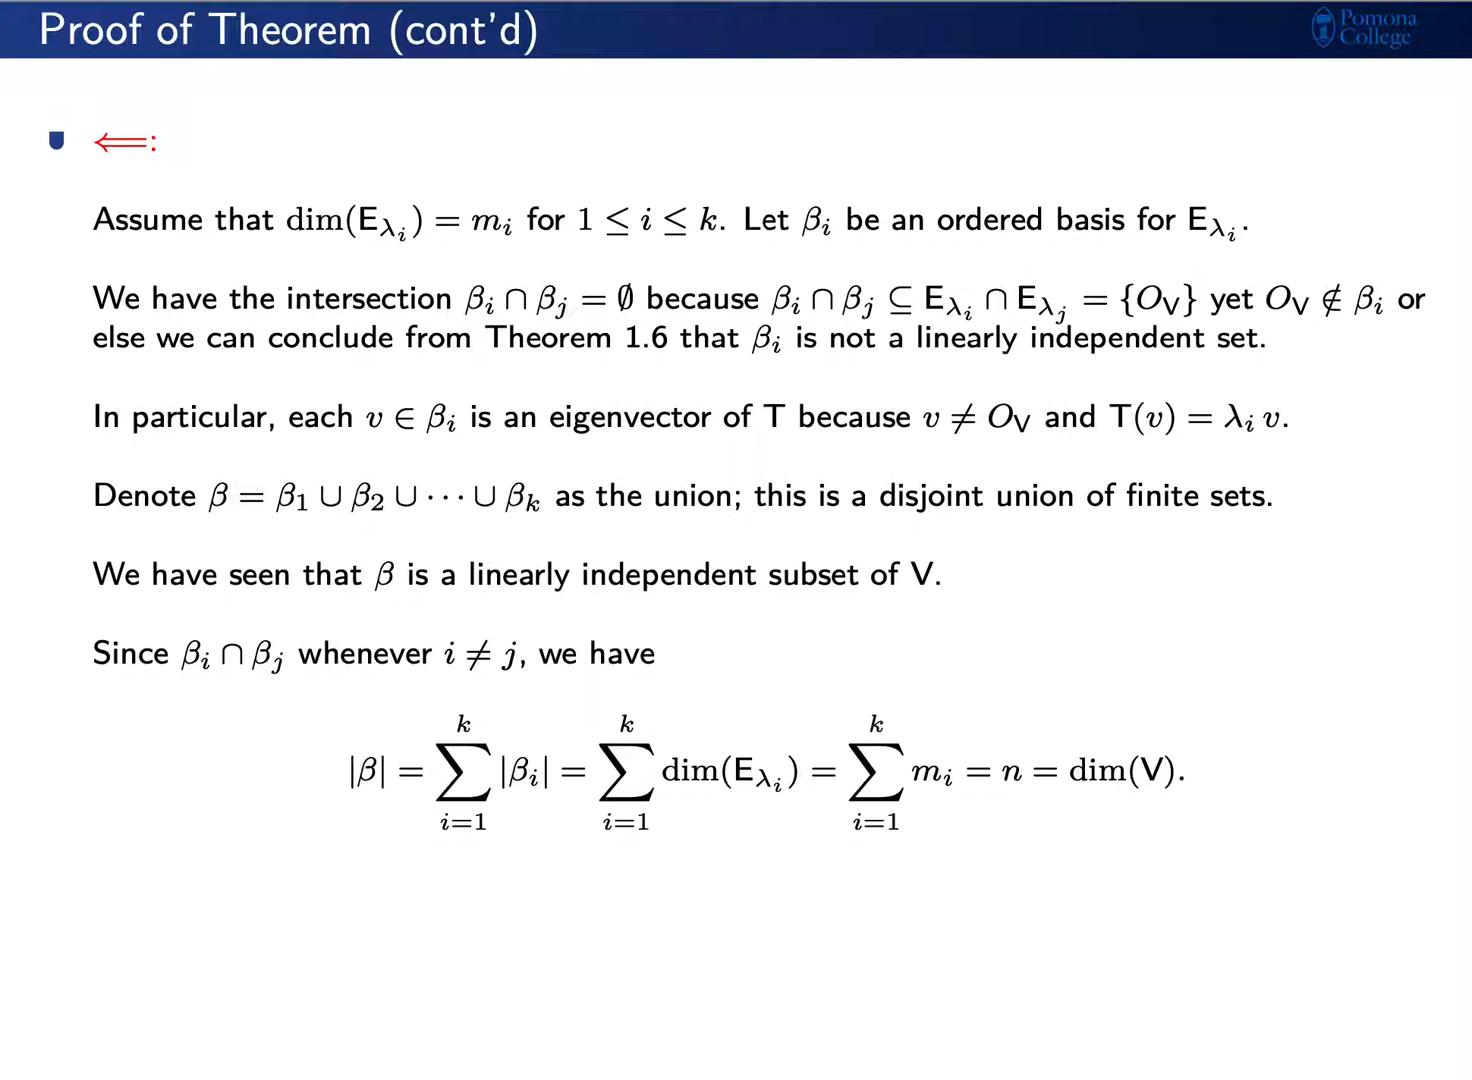 Proof of Theorem (cont'd)
Pomona
College
⟸:
Assume that dim(E_{λ_i}) = m_i for 1 ≤ i ≤ k. Let β_i be an ordered basis for E_{λ_i}.
We have the intersection β_i ∩ β_j = ∅ because β_i ∩ β_j ⊆ E_{λ_i} ∩ E_{λ_j} = {O_V} yet O_V ∉ β_i or
else we can conclude from Theorem 1.6 that β_i is not a linearly independent set.
In particular, each v ∈ β_i is an eigenvector of T because v ≠ O_V and T(v) = λ_i v.
Denote β = β_1 ∪ β_2 ∪ ⋯ ∪ β_k as the union; this is a disjoint union of finite sets.
We have seen that β is a linearly independent subset of V.
Since β_i ∩ β_j whenever i ≠ j, we have
|β| = ∑_{i=1}^{k} |β_i| = ∑_{i=1}^{k} dim(E_{λ_i}) = ∑_{i=1}^{k} m_i = n = dim(V).